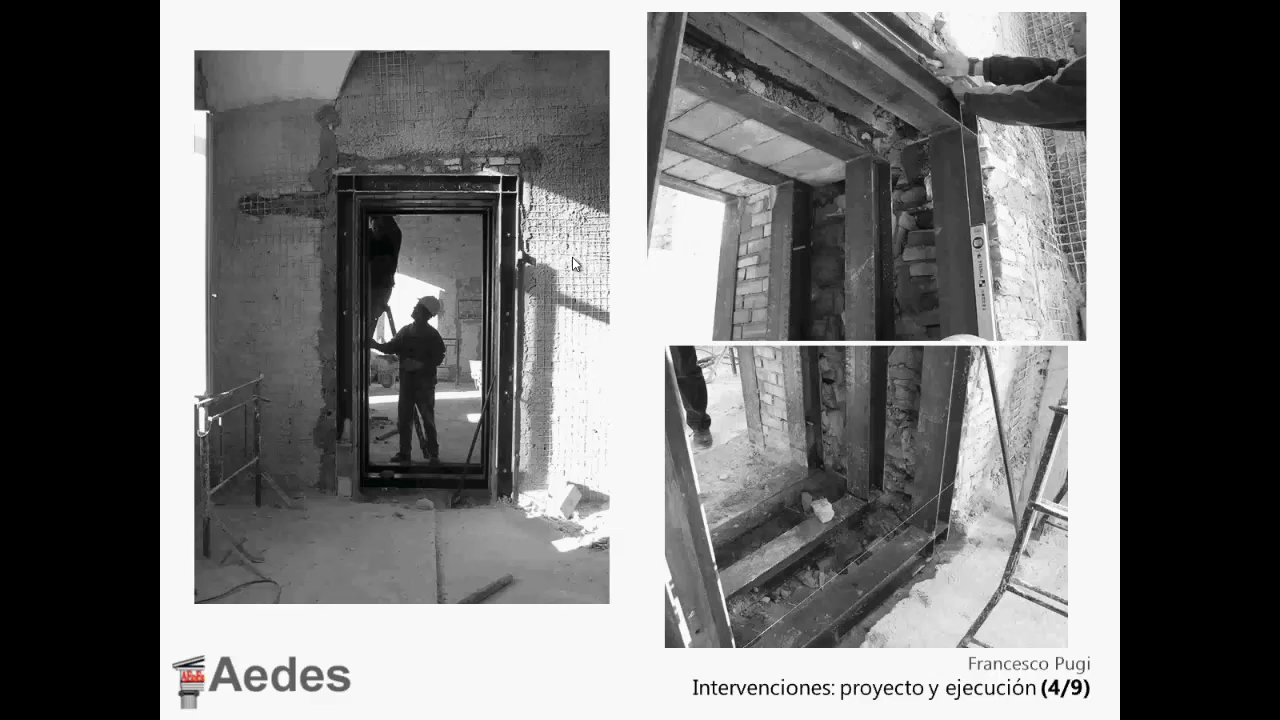 Aedes
Francesco Pugi
Intervenciones: proyecto y ejecución (4/9)